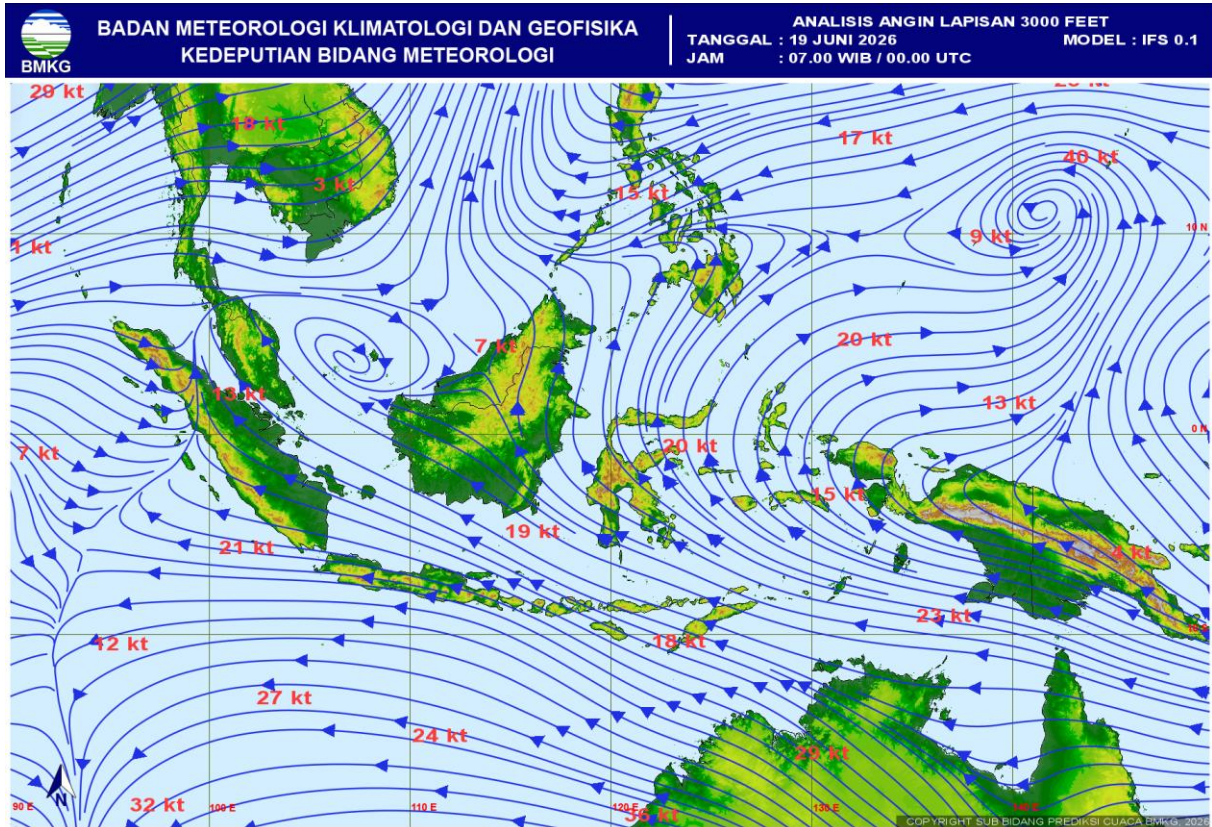 BMKG
BADAN METEOROLOGI KLIMATOLOGI DAN GEOFISIKA
KEDEPUTIAN BIDANG METEOROLOGI
ANALISIS ANGIN LAPISAN 3000 FEET
TANGGAL : 19 JUNI 2026 MODEL : IFS 0.1
JAM : 07.00 WIB / 00.00 UTC
29 kt
18 kt
17 kt
40 kt
3 kt
15 kt
10 N
9 kt
1 kt
20 kt
7 kt
13 kt
13 kt
0 N
7 kt
20 kt
15 kt
19 kt
21 kt
4 kt
23 kt
12 kt
18 kt
27 kt
24 kt
29 kt
N
90 E
32 kt
100 E
110 E
120 E
130 E
140 E
36 kt
COPYRIGHT SUB BIDANG PREDIKSI CUACA BMKG, 2026